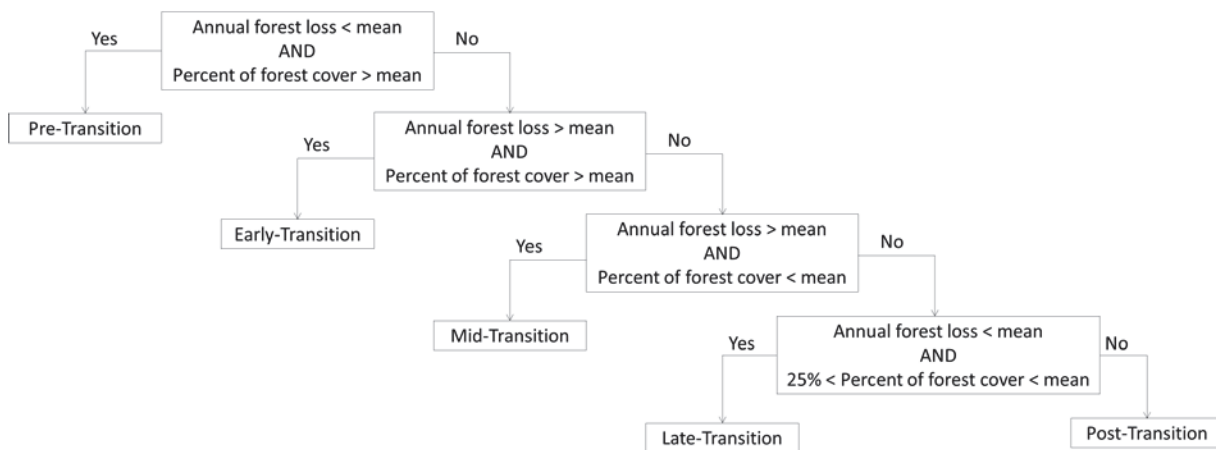 Annual forest loss < mean
AND
Percent of forest cover > mean
Yes
No
Pre-Transition
Annual forest loss > mean
AND
Percent of forest cover > mean
Yes
No
Early-Transition
Annual forest loss > mean
AND
Percent of forest cover < mean
Yes
No
Mid-Transition
Annual forest loss < mean
AND
25% < Percent of forest cover < mean
Yes
No
Late-Transition
Post-Transition